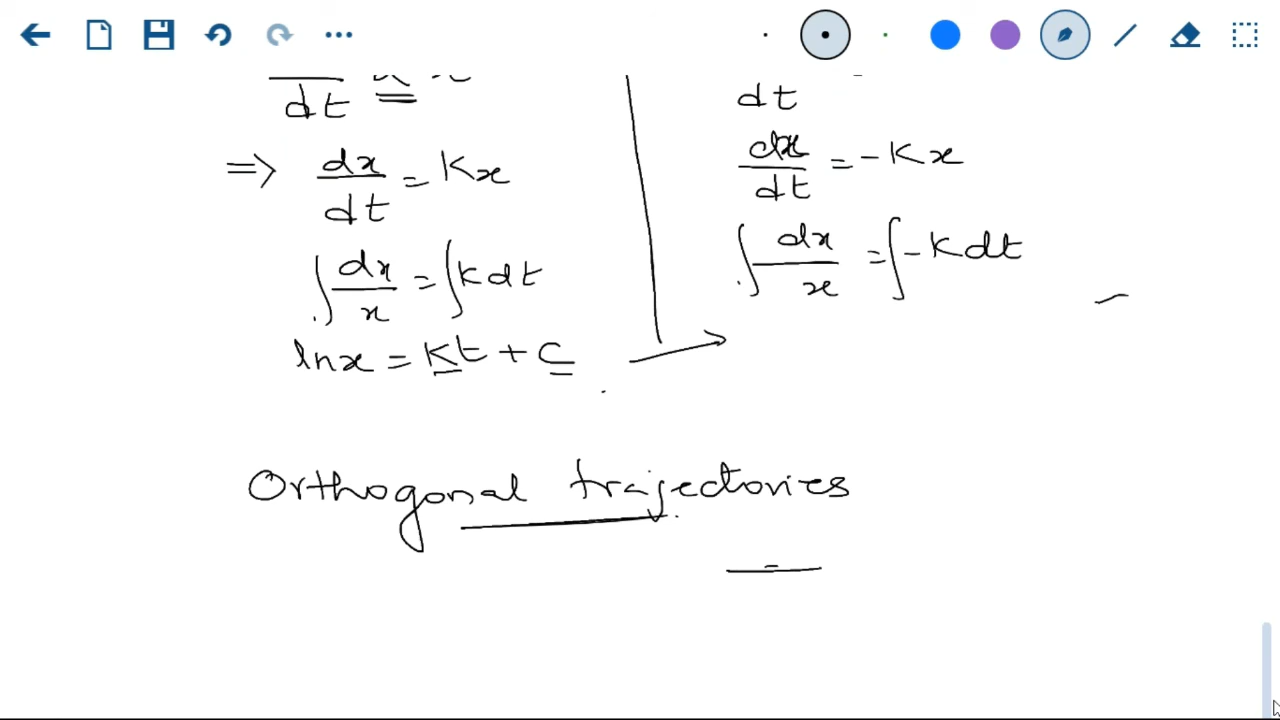 dt
=> dx/dt = Kx
∫ dx/x = ∫ K dt
ln x = Kt + C
dt
dx/dt = -Kx
∫ dx/x = ∫ -K dt
Orthogonal trajectories